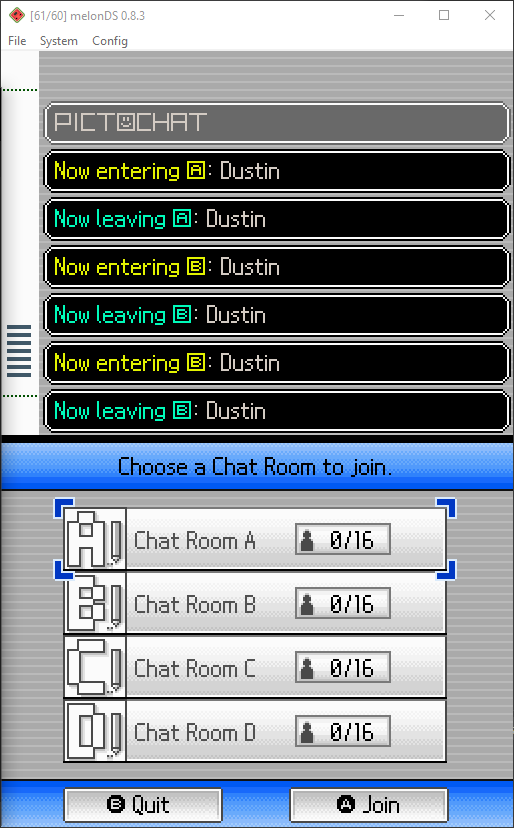 [61/60] melonDS 0.8.3
File System Config
PICTOCHAT
Now entering A: Dustin
Now leaving A: Dustin
Now entering B: Dustin
Now leaving B: Dustin
Now entering B: Dustin
Now leaving B: Dustin
Choose a Chat Room to join.
A Chat Room A 0/16
B Chat Room B 0/16
C Chat Room C 0/16
D Chat Room D 0/16
B Quit A Join